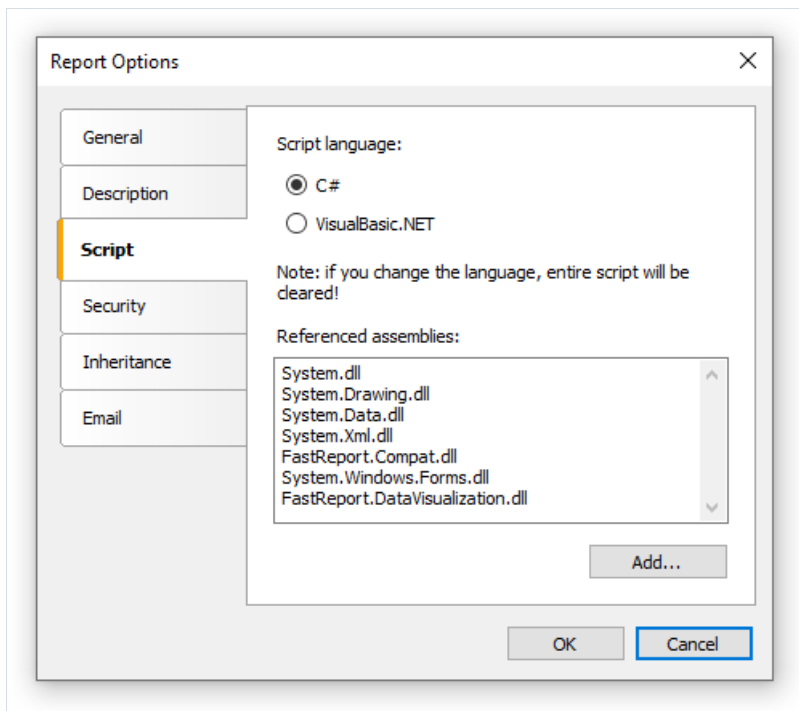 Report Options
General
Description
Script
Security
Inheritance
Email
Script language:
C#
VisualBasic.NET
Note: if you change the language, entire script will be
cleared!
Referenced assemblies:
System.dll
System.Drawing.dll
System.Data.dll
System.Xml.dll
FastReport.Compat.dll
System.Windows.Forms.dll
FastReport.DataVisualization.dll
Add...
OK
Cancel